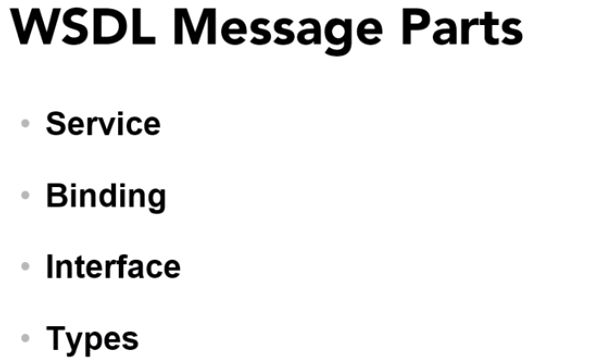 WSDL Message Parts
• Service
• Binding
• Interface
• Types